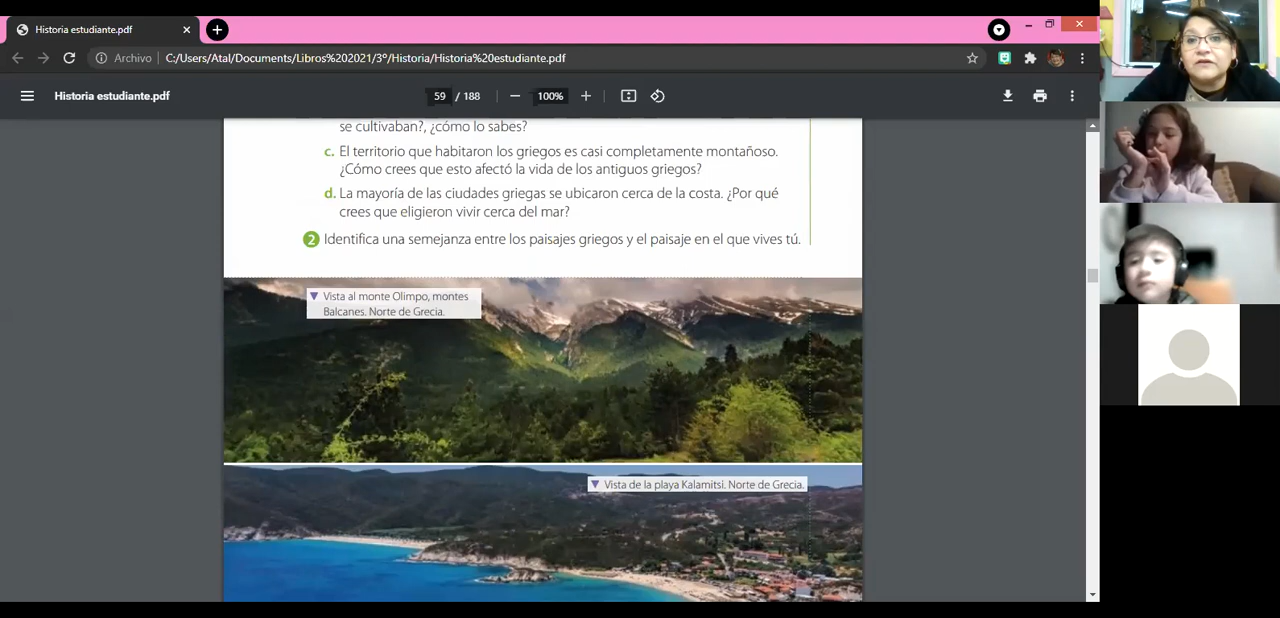 Historia estudiante.pdf
Archivo
C:/Users/Atal/Documents/Libros%202021/3º/Historia/Historia%20estudiante.pdf
Historia estudiante.pdf
59 / 188
100%
se cultivaban?, ¿cómo lo sabes?
c. El territorio que habitaron los griegos es casi completamente montañoso.
¿Cómo crees que esto afectó la vida de los antiguos griegos?
d. La mayoría de las ciudades griegas se ubicaron cerca de la costa. ¿Por qué
crees que eligieron vivir cerca del mar?
2 Identifica una semejanza entre los paisajes griegos y el paisaje en el que vives tú.
Vista al monte Olimpo, montes
Balcanes. Norte de Grecia.
Vista de la playa Kalamitsi. Norte de Grecia.